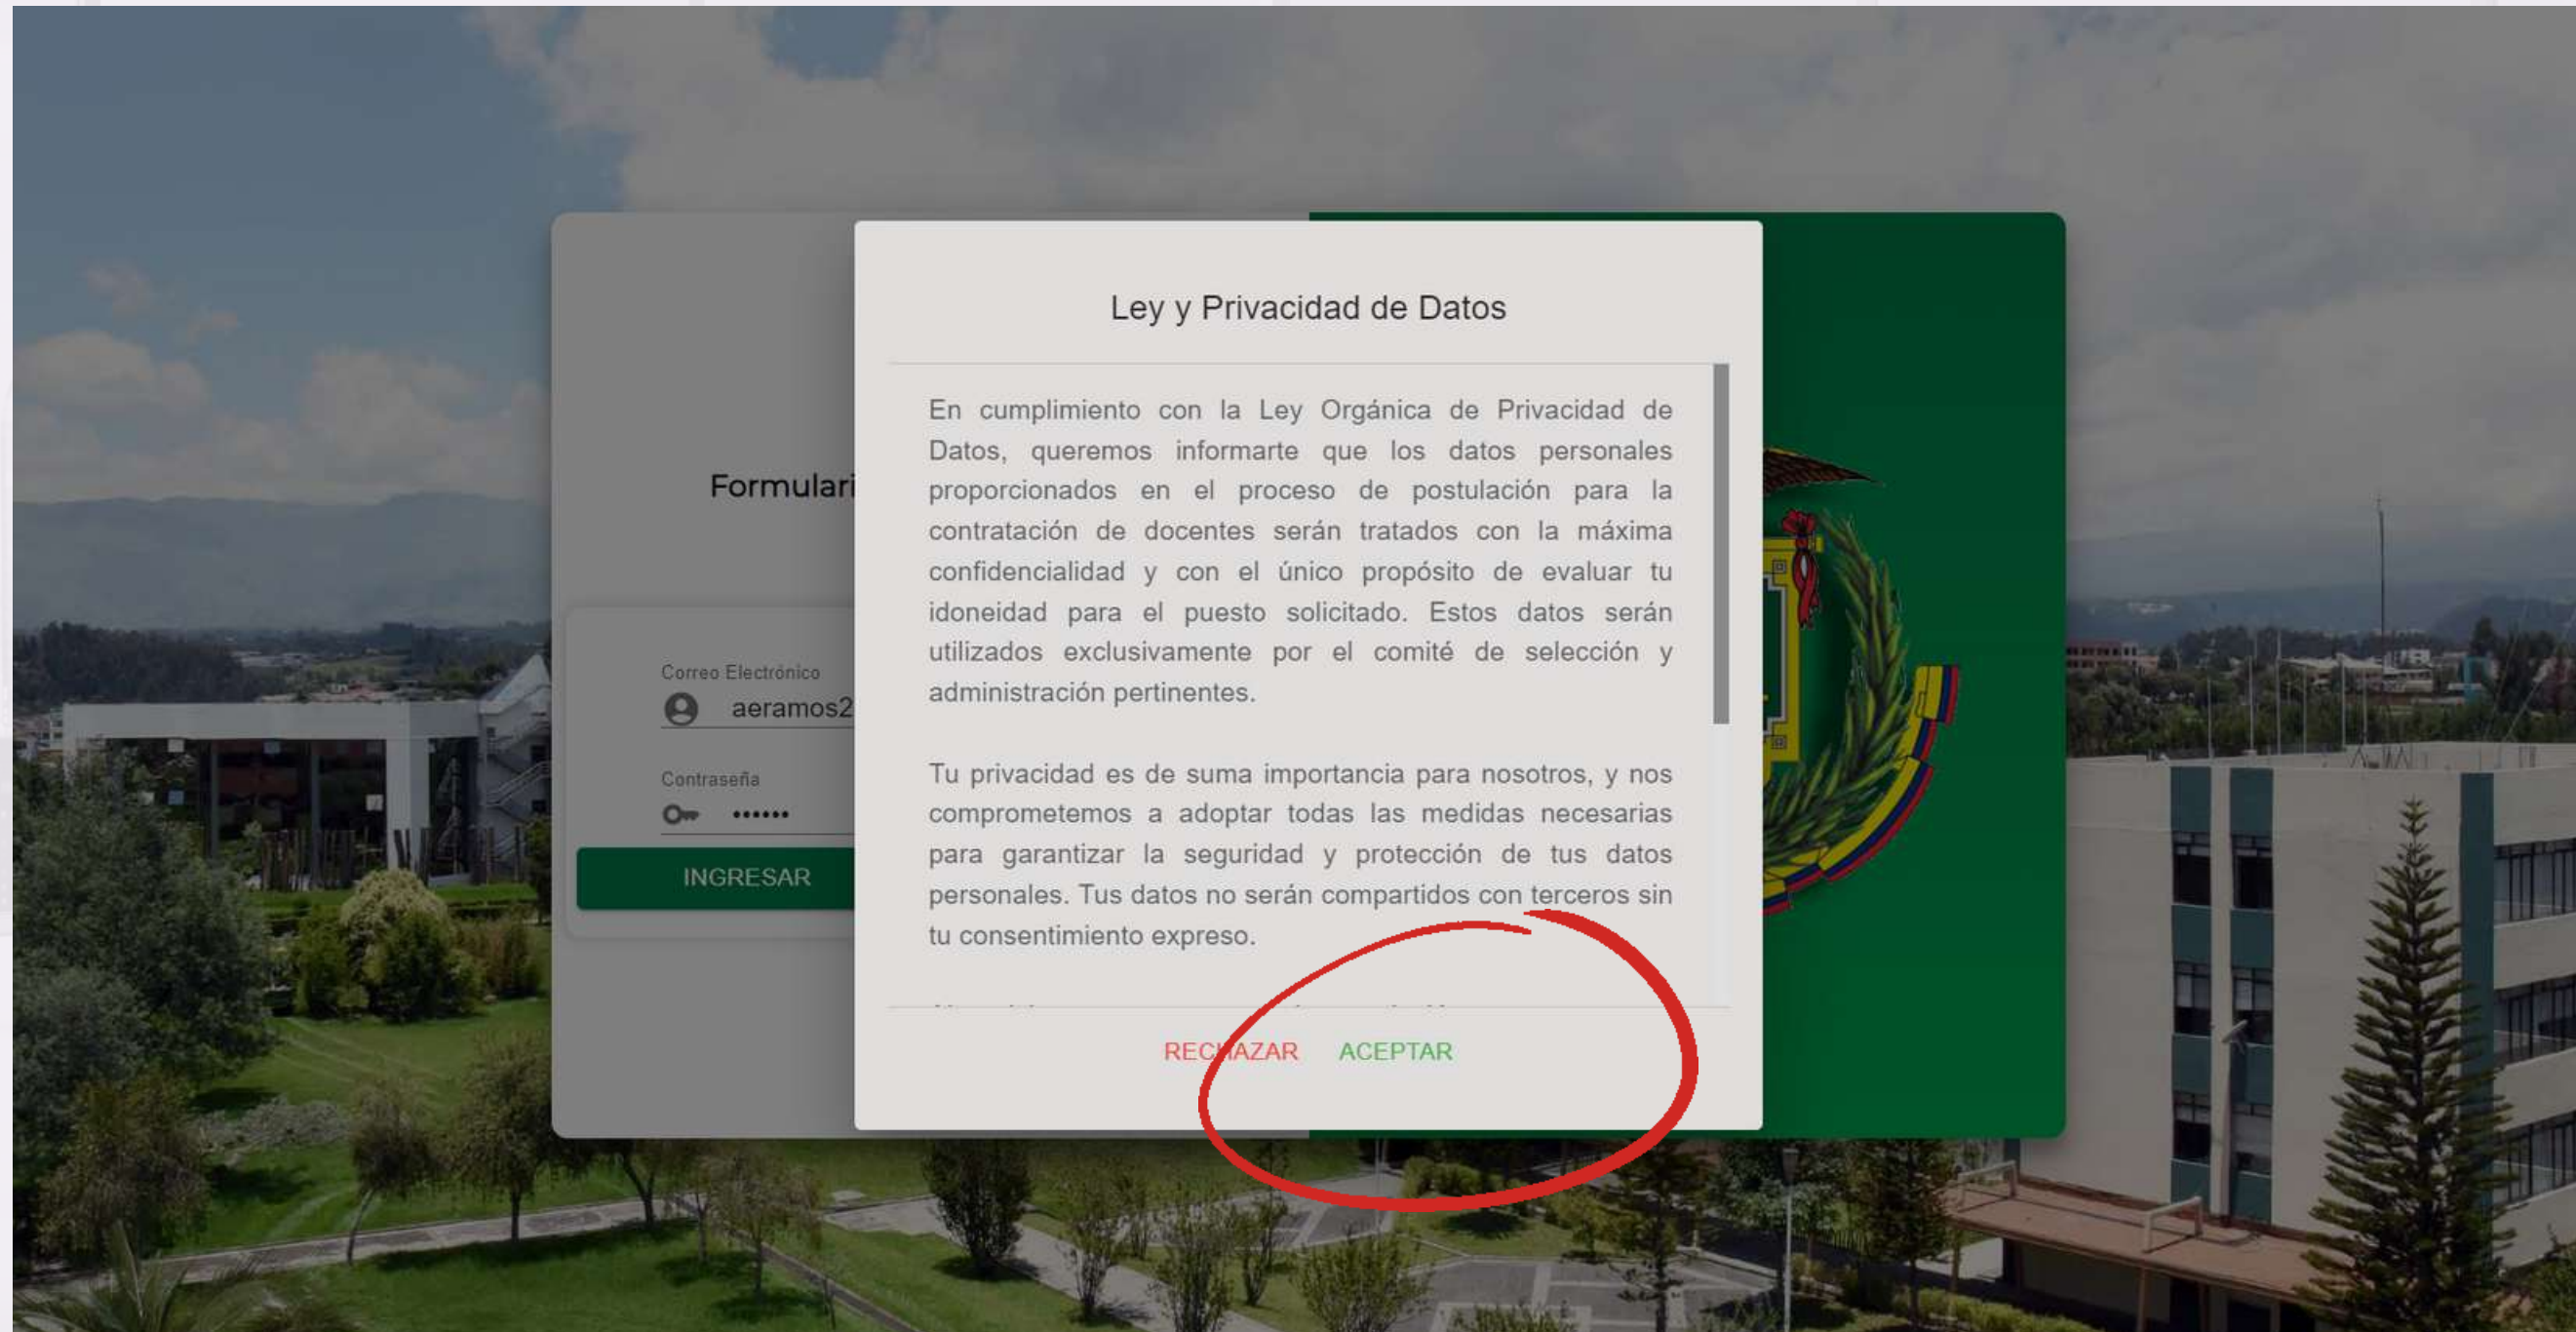 Ley y Privacidad de Datos
En cumplimiento con la Ley Orgánica de Privacidad de
Datos, queremos informarte que los datos personales
proporcionados en el proceso de postulación para la
contratación de docentes serán tratados con la máxima
confidencialidad y con el único propósito de evaluar tu
idoneidad para el puesto solicitado. Estos datos serán
utilizados exclusivamente por el comité de selección y
administración pertinentes.
Tu privacidad es de suma importancia para nosotros, y nos
comprometemos a adoptar todas las medidas necesarias
para garantizar la seguridad y protección de tus datos
personales. Tus datos no serán compartidos con terceros sin
tu consentimiento expreso.
RECHAZAR ACEPTAR
Formulari
Correo Electrónico
aeramos2
Contraseña
••••••
INGRESAR